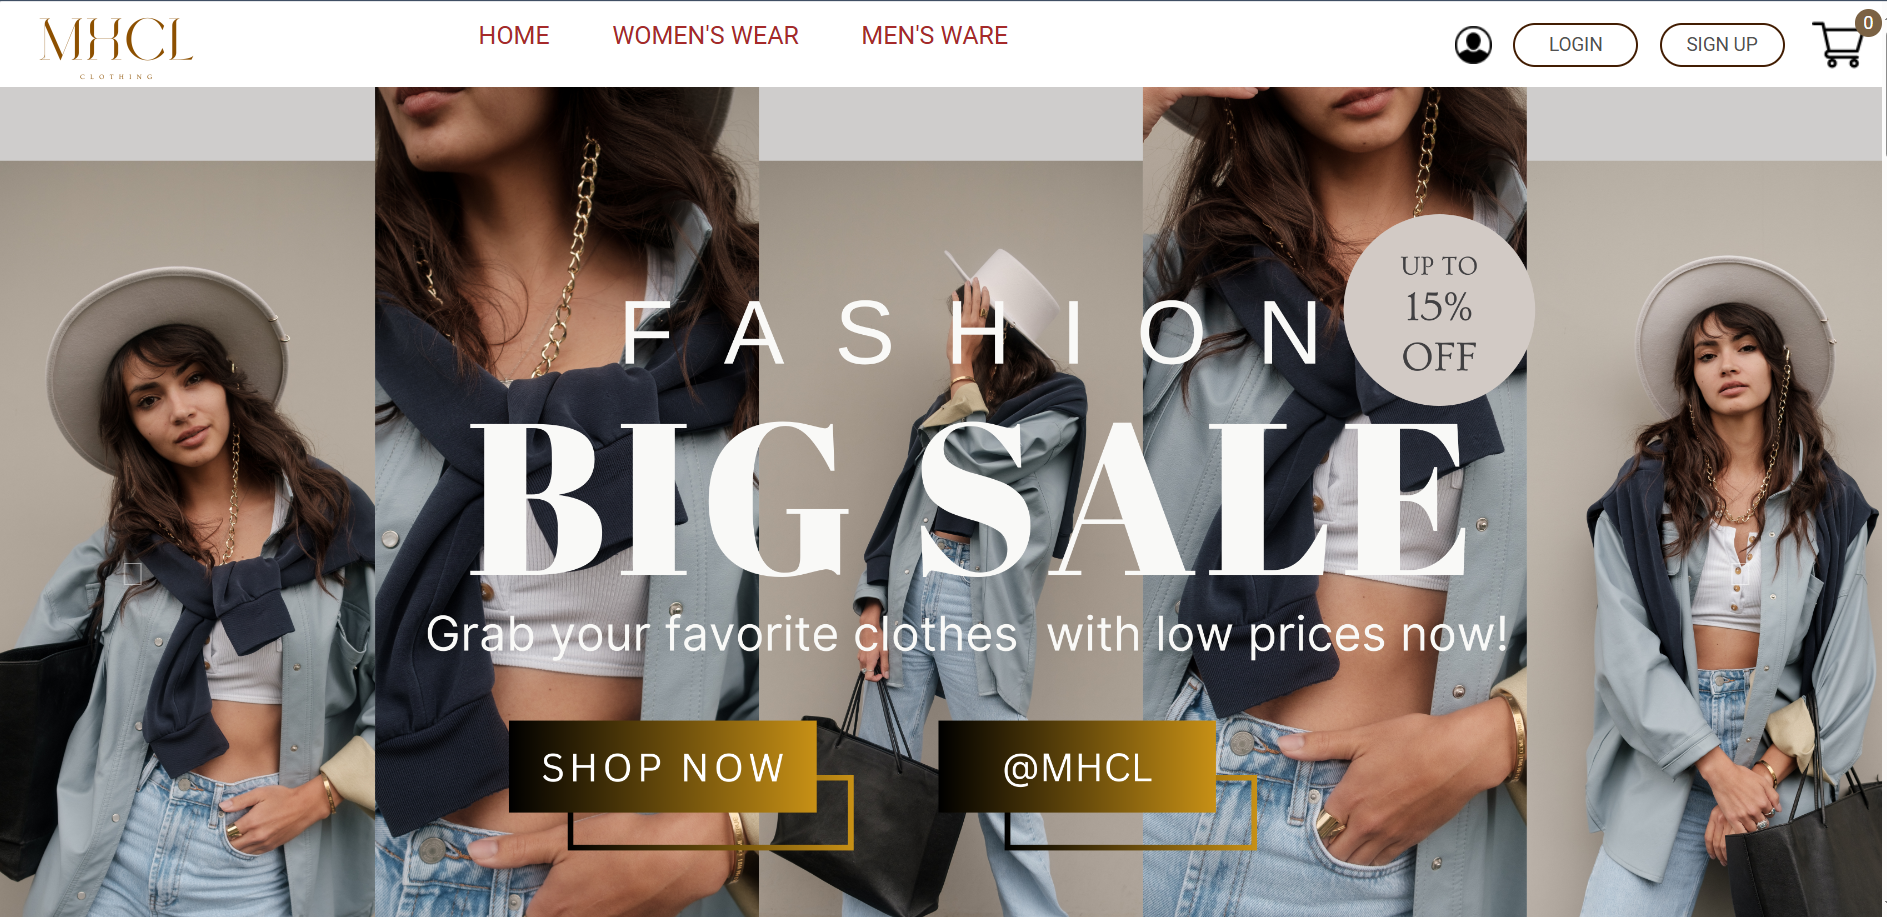 MHCL
CLOTHING
HOME
WOMEN'S WEAR
MEN'S WARE
LOGIN
SIGN UP
0
UP TO
15%
OFF
FASHION
BIG SALE
Grab your favorite clothes with low prices now!
SHOP NOW
@MHCL